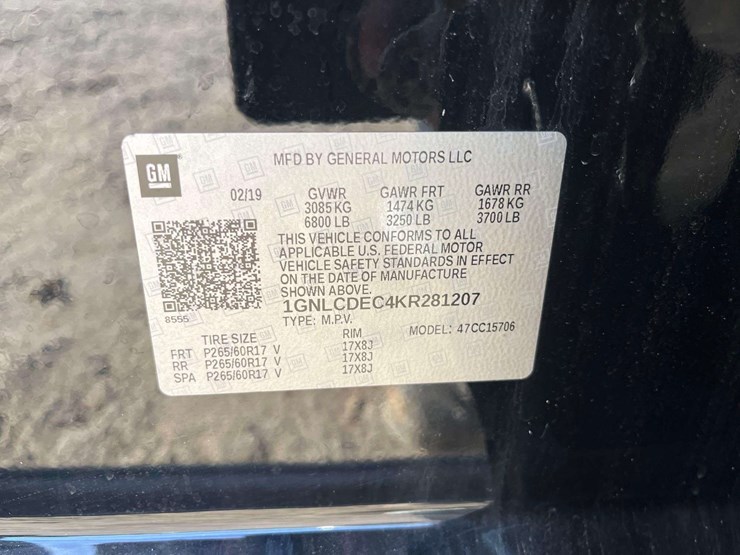 GM
MFD BY GENERAL MOTORS LLC
02/19 GVWR GAWR FRT GAWR RR
3085 KG 1474 KG 1678 KG
6800 LB 3250 LB 3700 LB
THIS VEHICLE CONFORMS TO ALL
APPLICABLE U.S. FEDERAL MOTOR
VEHICLE SAFETY STANDARDS IN EFFECT
ON THE DATE OF MANUFACTURE
SHOWN ABOVE.
8555
1GNLCDEC4KR281207
TYPE: M.P.V. MODEL: 47CC15706
TIRE SIZE RIM
FRT P265/60R17 V 17X8J
RR P265/60R17 V 17X8J
SPA P265/60R17 V 17X8J